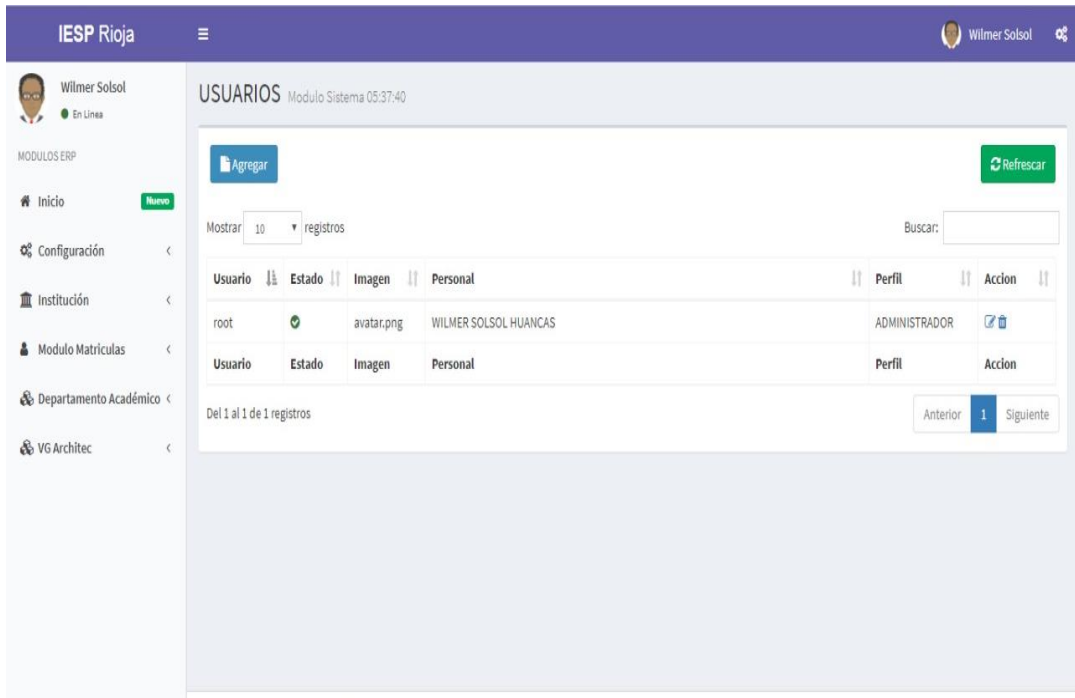 IESP Rioja
Wilmer Solsol
Wilmer Solsol
En Linea
MODULOS ERP
Inicio Nuevo
Configuración
Institución
Modulo Matriculas
Departamento Académico
VG Architec
USUARIOS Modulo Sistema 05:37:40
Agregar Refrescar
Mostrar 10 registros Buscar:
Usuario Estado Imagen Personal Perfil Accion
root avatar.png WILMER SOLSOL HUANCAS ADMINISTRADOR
Usuario Estado Imagen Personal Perfil Accion
Del 1 al 1 de 1 registros Anterior 1 Siguiente